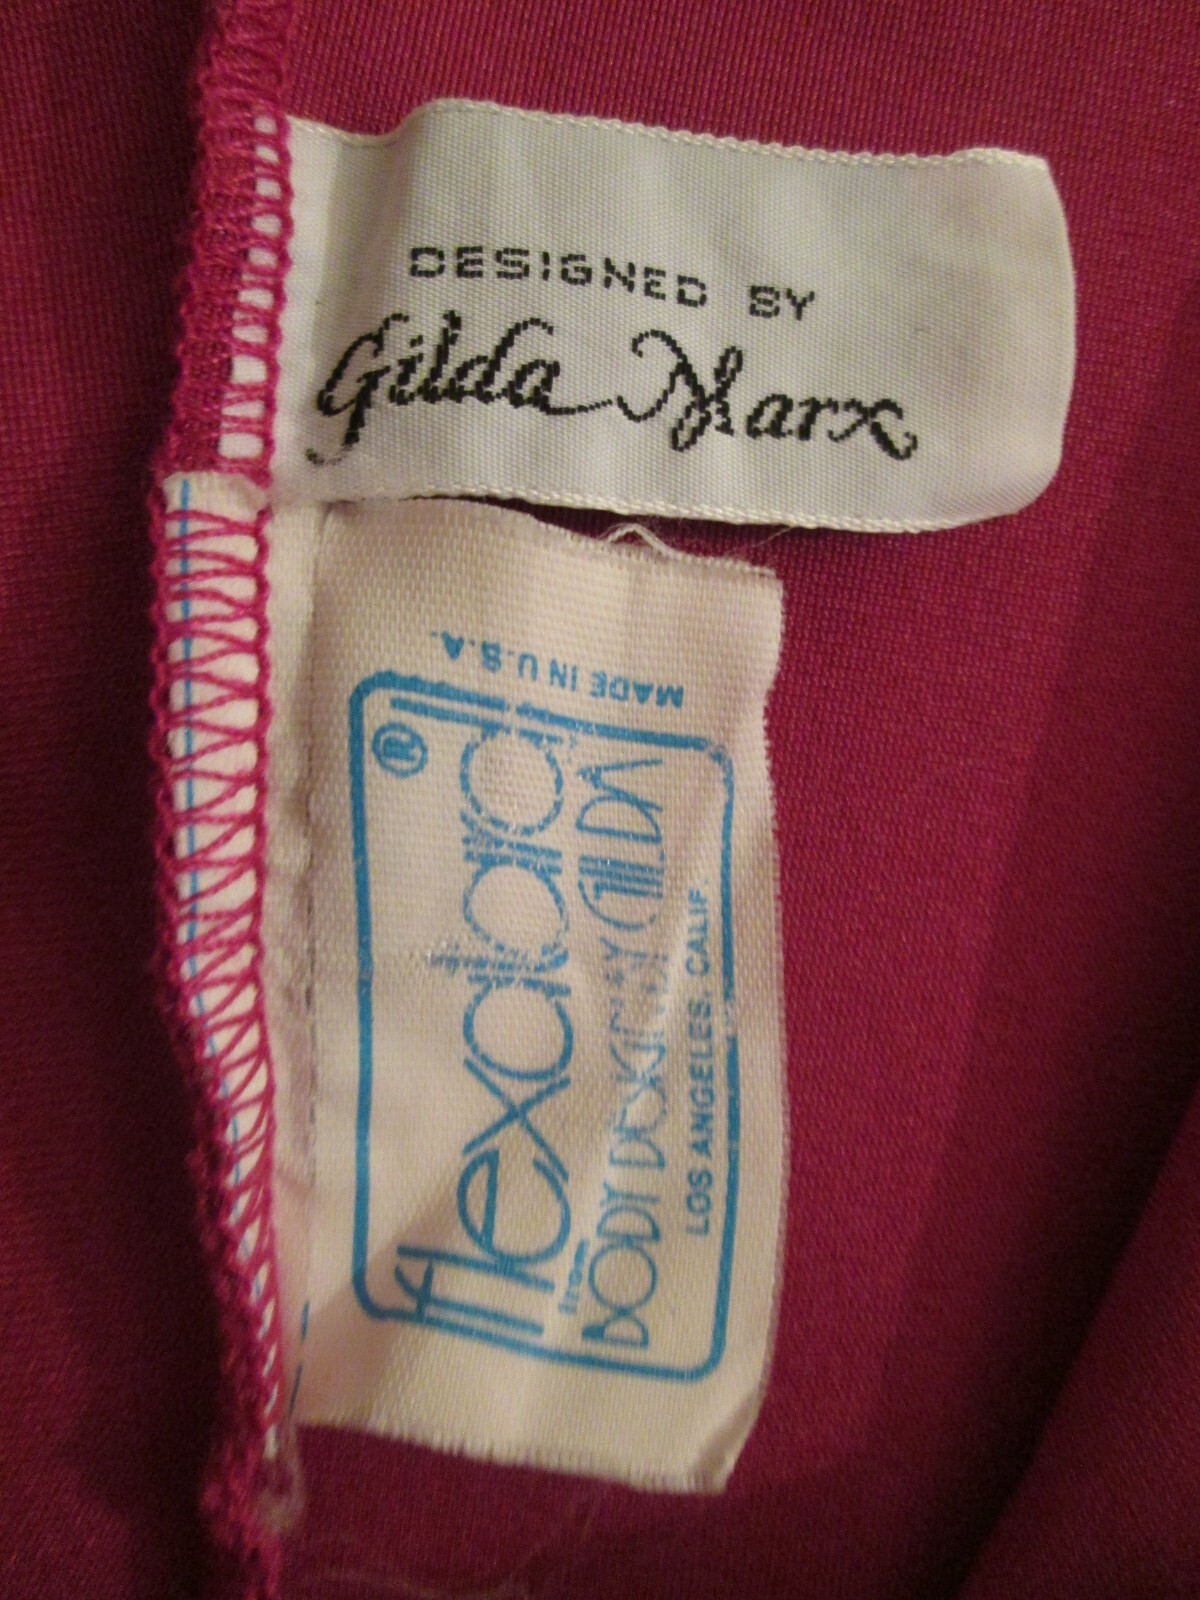 DESIGNED BY
Gilda Marx
MADE IN U.S.A.
flexatard ®
from
BODY DESIGN BY GILDA
LOS ANGELES, CALIF.